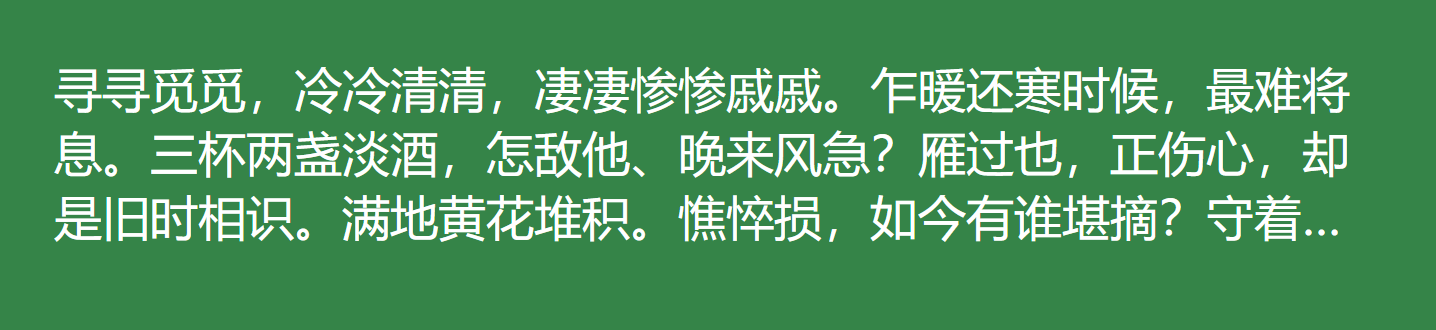 寻寻觅觅，冷冷清清，凄凄惨惨戚戚。乍暖还寒时候，最难将
息。三杯两盏淡酒，怎敌他、晚来风急？雁过也，正伤心，却
是旧时相识。满地黄花堆积。憔悴损，如今有谁堪摘？守着...